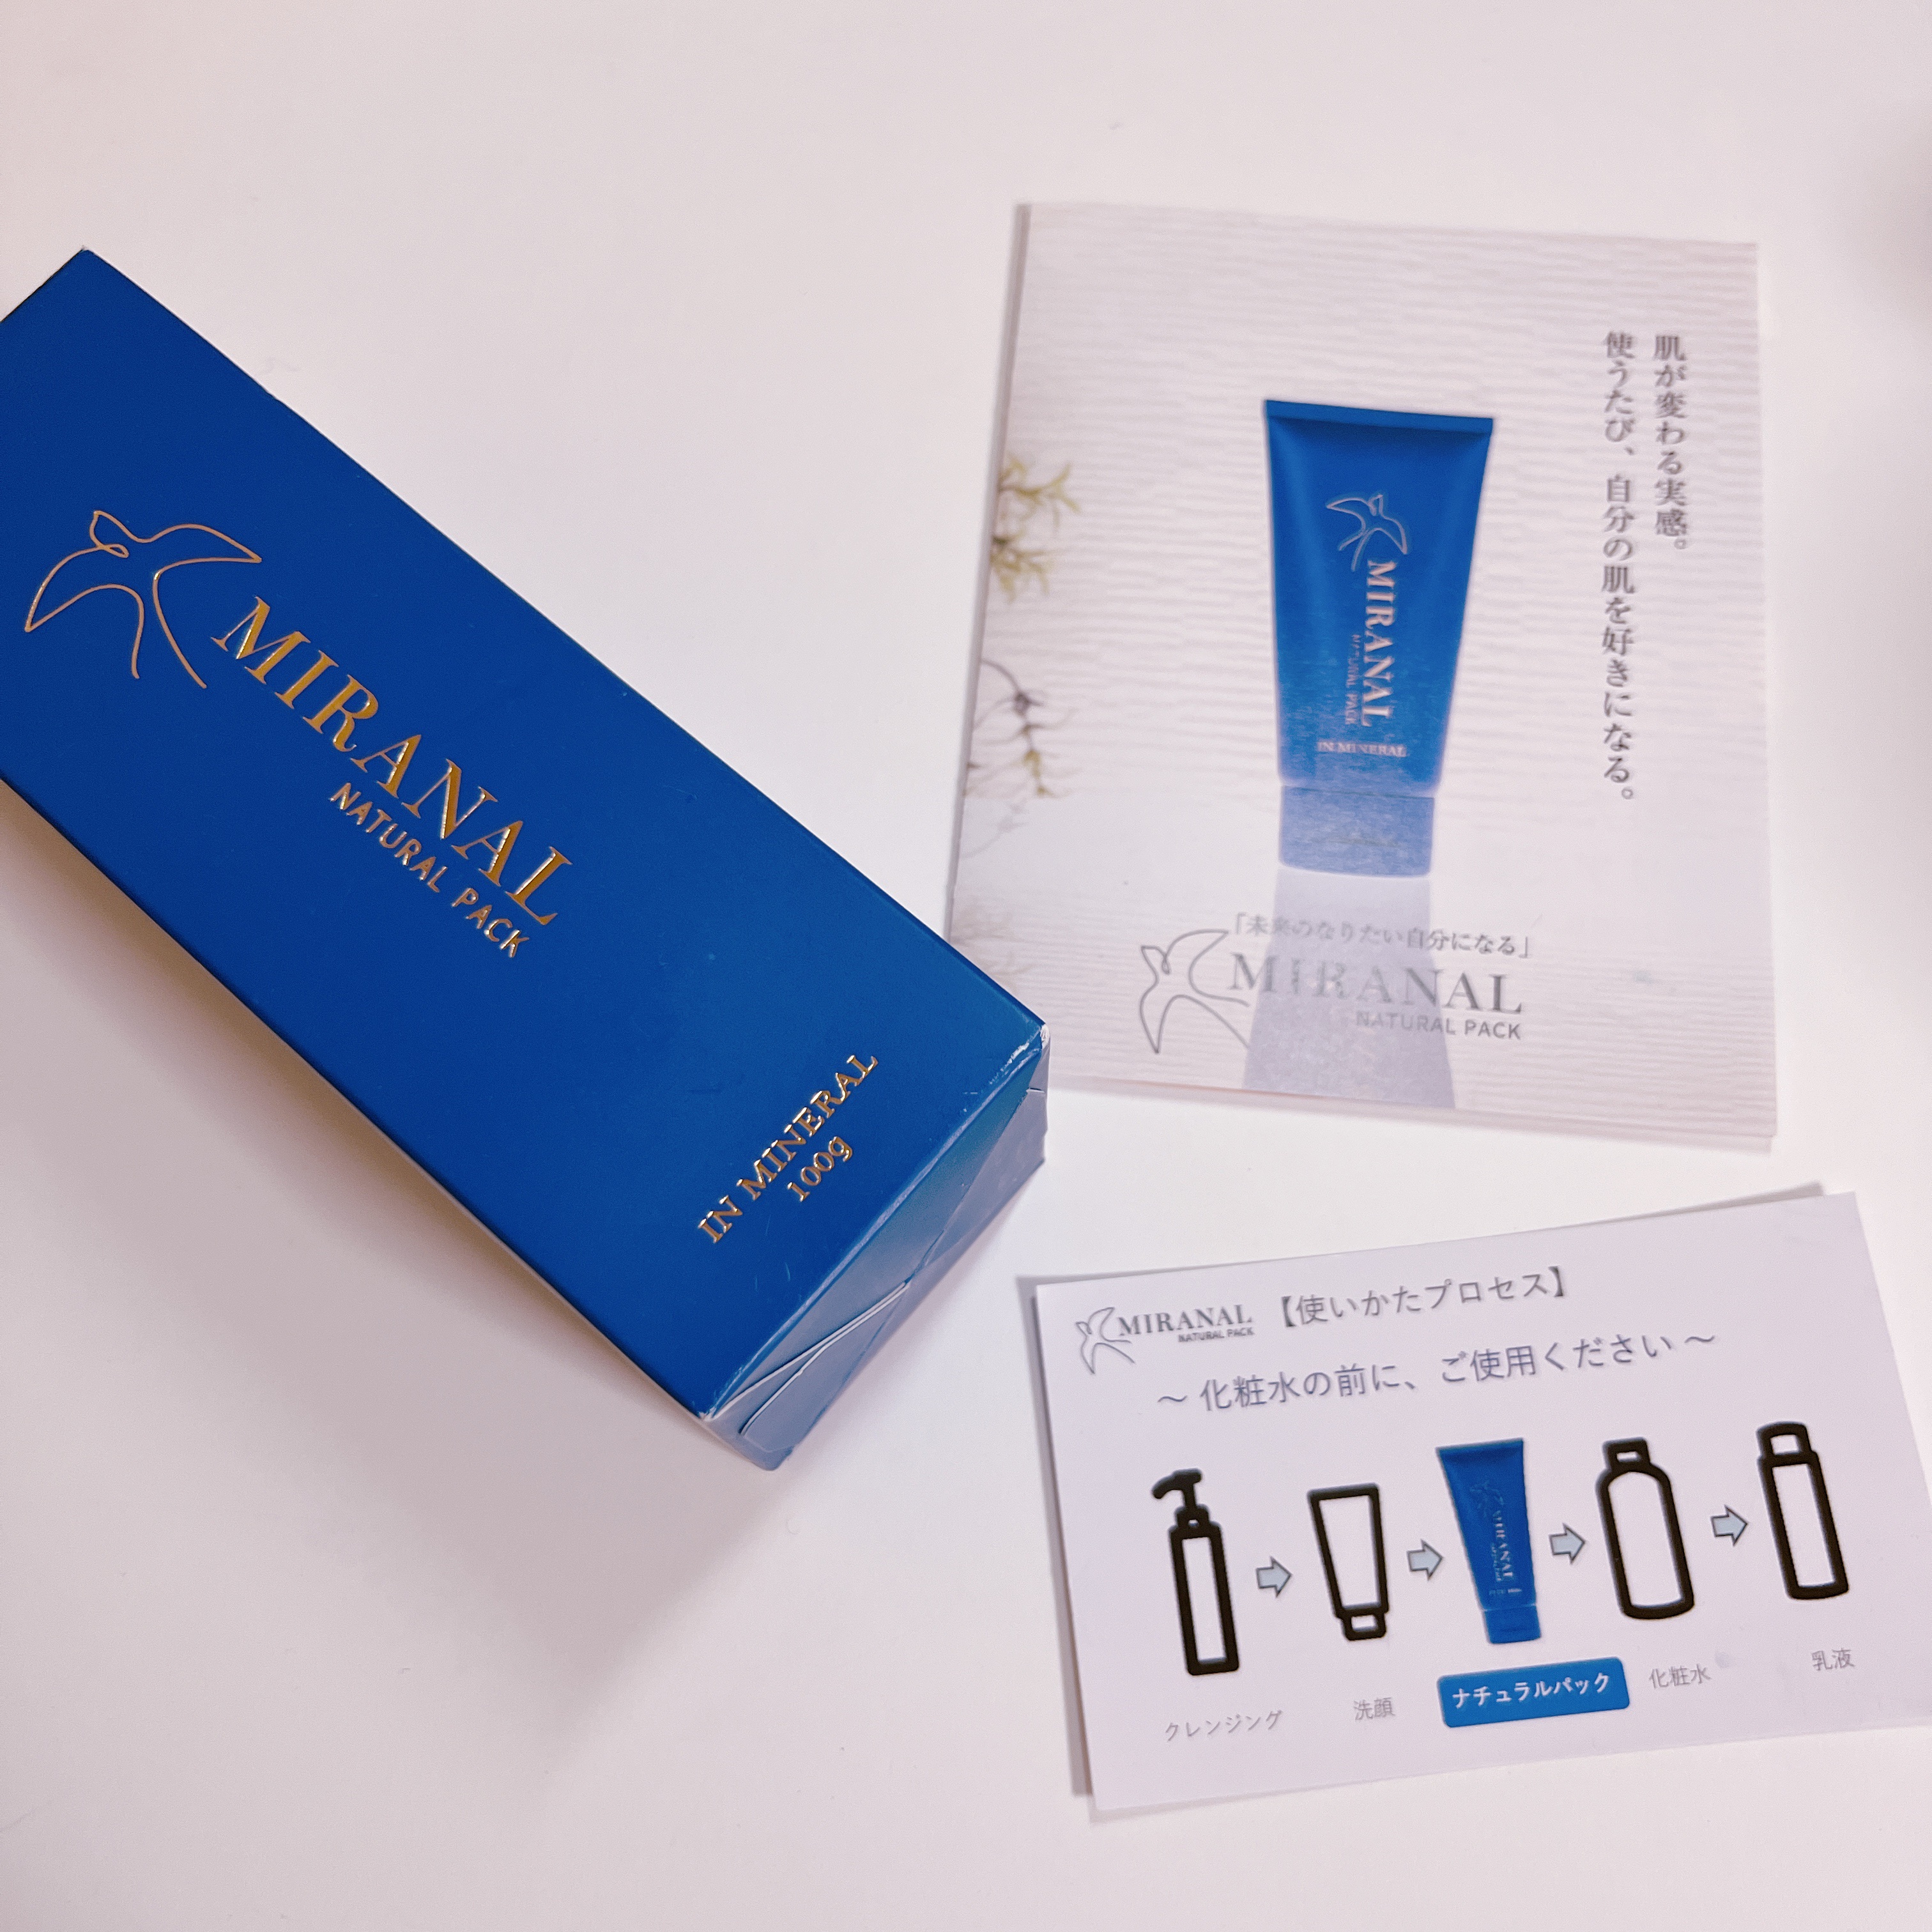 MIRANAL
NATURAL PACK
IN MINERAL
100g
肌が変わる実感。
使うたび、自分の肌を好きになる。
MIRANAL
NATURAL PACK
IN MINERAL
「未来のなりたい自分になる」
MIRANAL
NATURAL PACK
MIRANAL
NATURAL PACK
【使いかたプロセス】
～ 化粧水の前に、ご使用ください ～
MIRANAL
クレンジング
洗顔
ナチュラルパック
化粧水
乳液